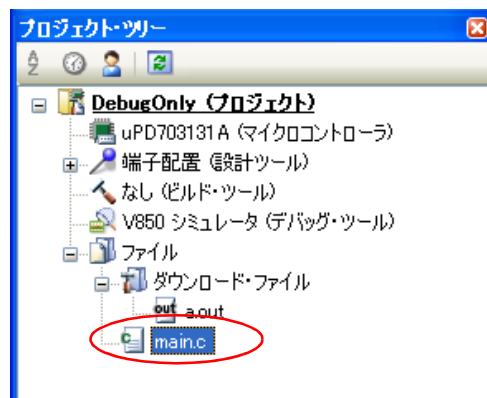 プロジェクト・ツリー
DebugOnly (プロジェクト)
uPD703131A (マイクロコントローラ)
端子配置 (設計ツール)
なし (ビルド・ツール)
V850 シミュレータ (デバッグ・ツール)
ファイル
ダウンロード・ファイル
out a.out
main.c